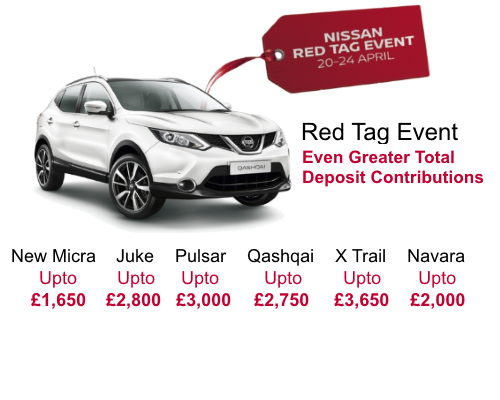 NISSAN
RED TAG EVENT
20-24 APRIL
Red Tag Event
Even Greater Total
Deposit Contributions
QASHQAI
New Micra Juke Pulsar Qashqai X Trail Navara
Upto Upto Upto Upto Upto Upto
£1,650 £2,800 £3,000 £2,750 £3,650 £2,000